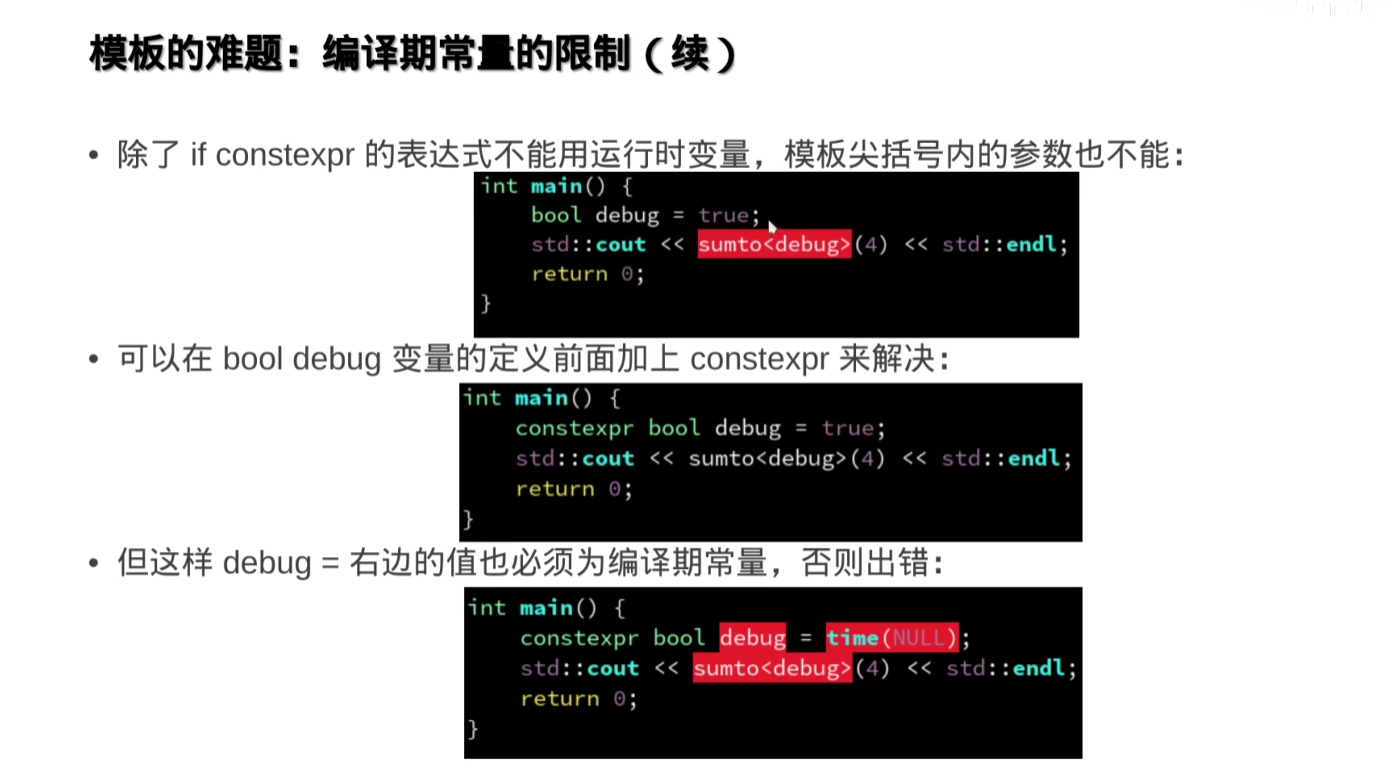 模板的难题：编译期常量的限制（续）
• 除了 if constexpr 的表达式不能用运行时变量，模板尖括号内的参数也不能：
int main() {
bool debug = true;
std::cout << sumto<debug>(4) << std::endl;
return 0;
}
• 可以在 bool debug 变量的定义前面加上 constexpr 来解决：
int main() {
constexpr bool debug = true;
std::cout << sumto<debug>(4) << std::endl;
return 0;
}
• 但这样 debug = 右边的值也必须为编译期常量，否则出错：
int main() {
constexpr bool debug = time(NULL);
std::cout << sumto<debug>(4) << std::endl;
return 0;
}